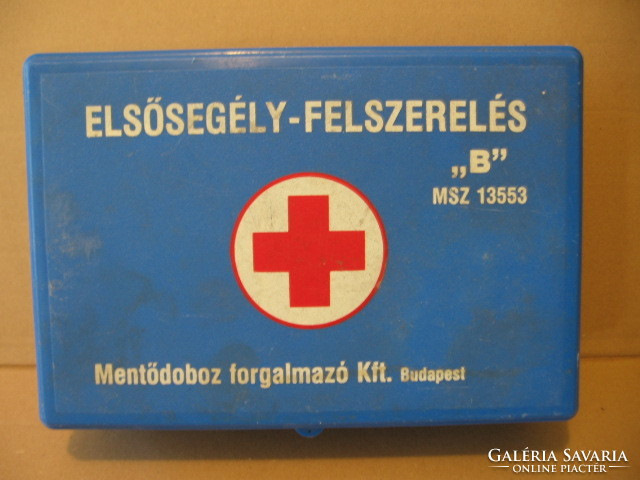 ELSŐSEGÉLY-FELSZERELÉS
„B”
MSZ 13553
Mentődoboz forgalmazó Kft. Budapest
GALÉRIA SAVARIA
ONLINE PIACTÉR